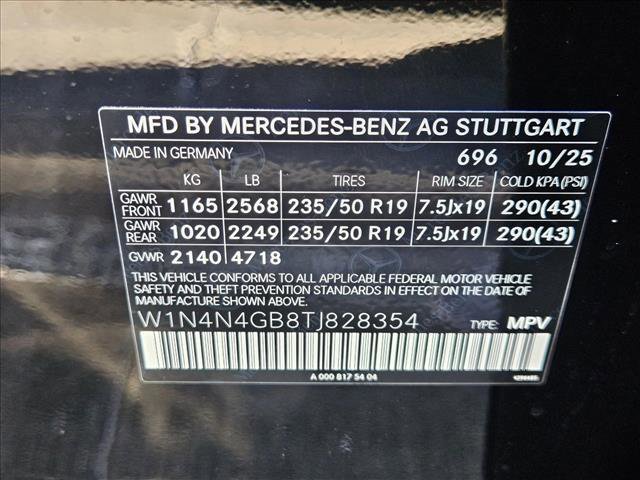 MFD BY MERCEDES-BENZ AG STUTTGART
MADE IN GERMANY 696 10/25
KG LB TIRES RIM SIZE COLD KPA(PSI)
GAWR FRONT 1165 2568 235/50 R19 7.5Jx19 290(43)
GAWR REAR 1020 2249 235/50 R19 7.5Jx19 290(43)
GVWR 2140 4718
THIS VEHICLE CONFORMS TO ALL APPLICABLE FEDERAL MOTOR VEHICLE
SAFETY AND THEFT PREVENTION STANDARDS IN EFFECT ON THE
DATE OF MANUFACTURE SHOWN ABOVE.
W1N4N4GB8TJ828354 TYPE: MPV
A 000 817 54 04